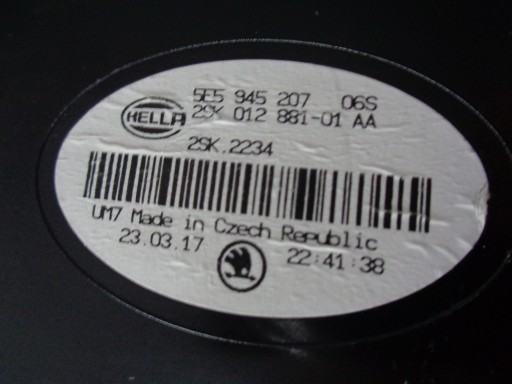 HELLA
5E5 945 207 06S
2SK 012 881-01 AA
2SK.2234
UM7 Made in Czech Republic
23.03.17
22:41:38